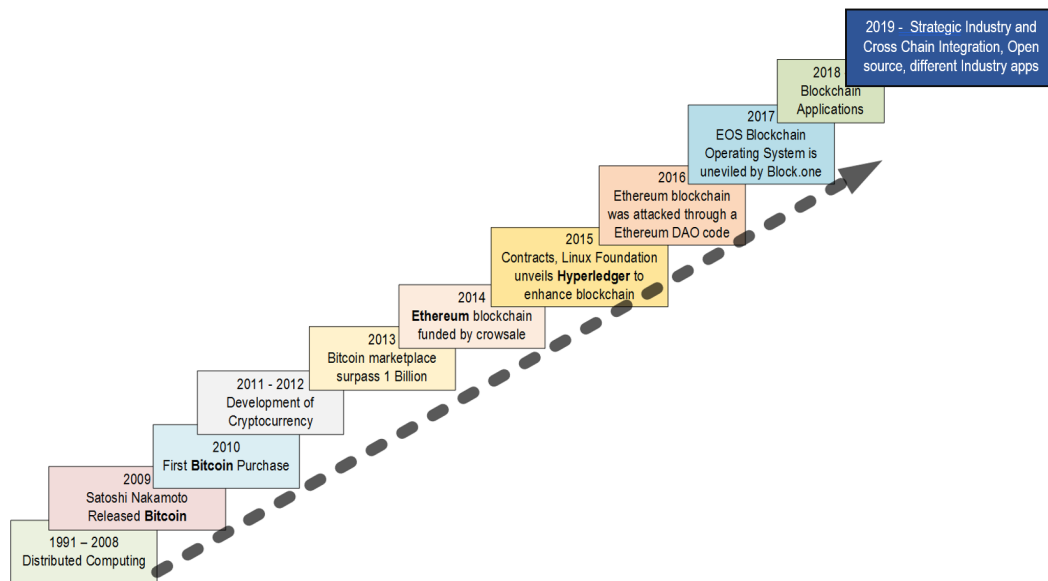 2019 - Strategic Industry and
Cross Chain Integration, Open
source, different Industry apps
2018
Blockchain
Applications
2017
EOS Blockchain
Operating System is
uneviled by Block.one
2016
Ethereum blockchain
was attacked through a
Ethereum DAO code
2015
Contracts, Linux Foundation
unveils Hyperledger to
enhance blockchain
2014
Ethereum blockchain
funded by crowsale
2013
Bitcoin marketplace
surpass 1 Billion
2011 - 2012
Development of
Cryptocurrency
2010
First Bitcoin Purchase
2009
Satoshi Nakamoto
Released Bitcoin
1991 – 2008
Distributed Computing